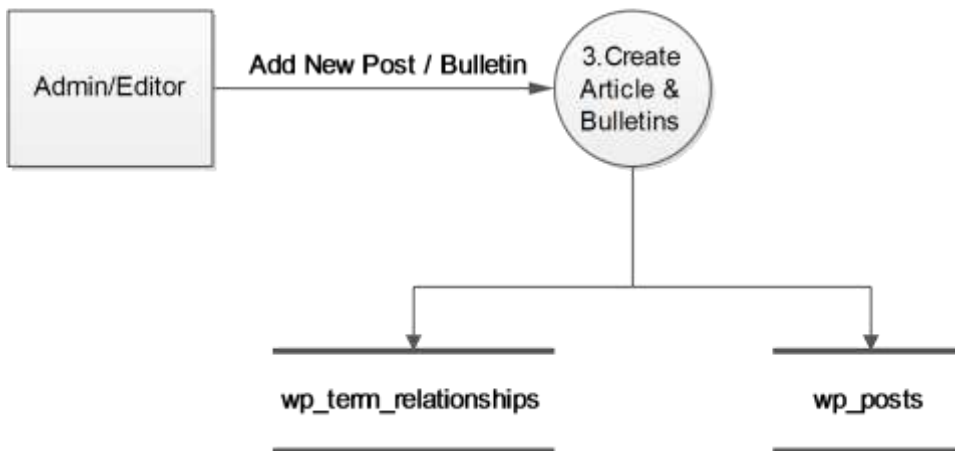 Admin/Editor
Add New Post / Bulletin
3.Create
Article &
Bulletins
wp_term_relationships
wp_posts